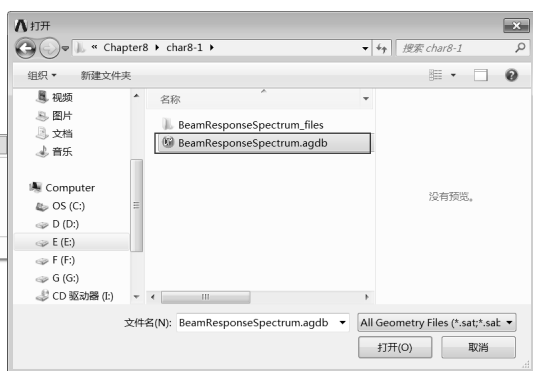 打开
« Chapter8 ▸ char8-1 ▸
搜索 char8-1
组织 ▾ 新建文件夹
视频
图片
文档
音乐
Computer
OS (C:)
D (D:)
E (E:)
F (F:)
G (G:)
CD 驱动器 (I:)
名称
BeamResponseSpectrum_files
BeamResponseSpectrum.agdb
没有预览。
文件名(N): BeamResponseSpectrum.agdb
All Geometry Files (*.sat;*.sab
打开(O) 取消